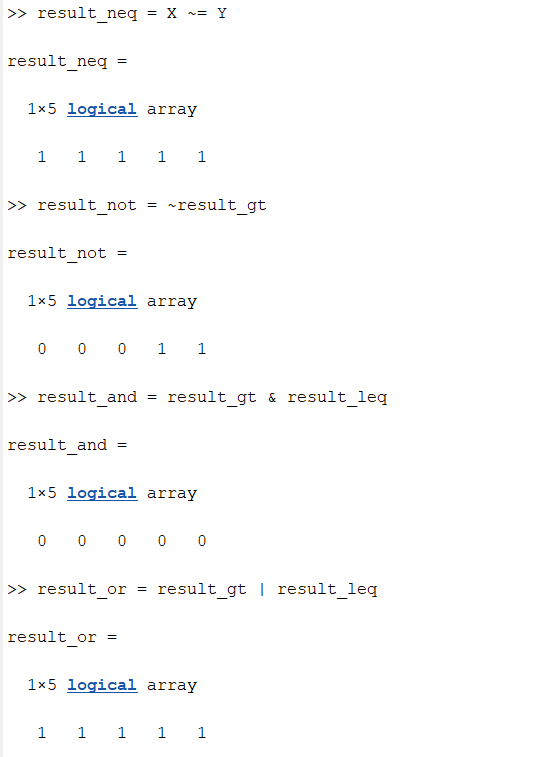 >> result_neq = X ~= Y
result_neq =
1×5 logical array
1 1 1 1 1
>> result_not = ~result_gt
result_not =
1×5 logical array
0 0 0 1 1
>> result_and = result_gt & result_leq
result_and =
1×5 logical array
0 0 0 0 0
>> result_or = result_gt | result_leq
result_or =
1×5 logical array
1 1 1 1 1